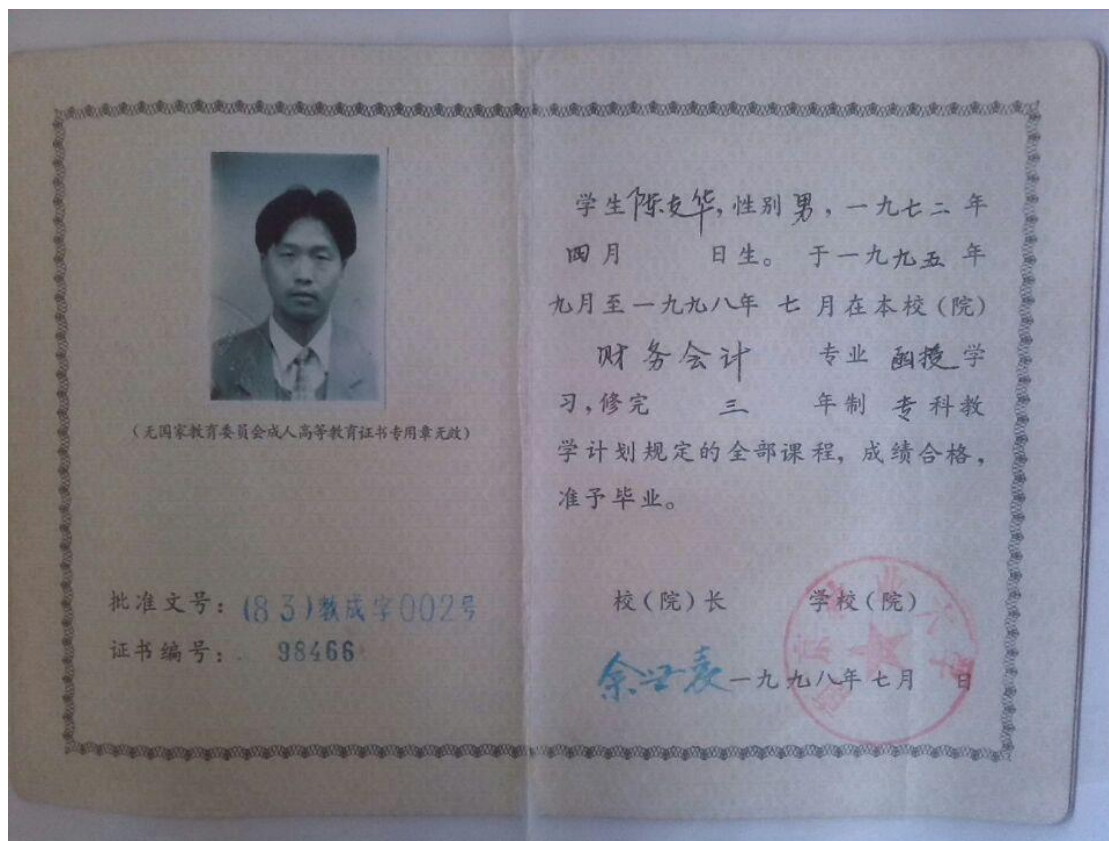 (无国家教育委员会成人高等教育证书专用章无效)
批准文号：(83)教成字002号
证书编号： 98466
学生陈友华，性别男，一九七二年
四月 日生。于一九九五年
九月至一九九八年 七 月在本校(院)
财务会计 专业 函授学
习，修完 三 年制 专科教
学计划规定的全部课程，成绩合格，
准予毕业。
校(院)长 学校(院)
一九九八年七月 日